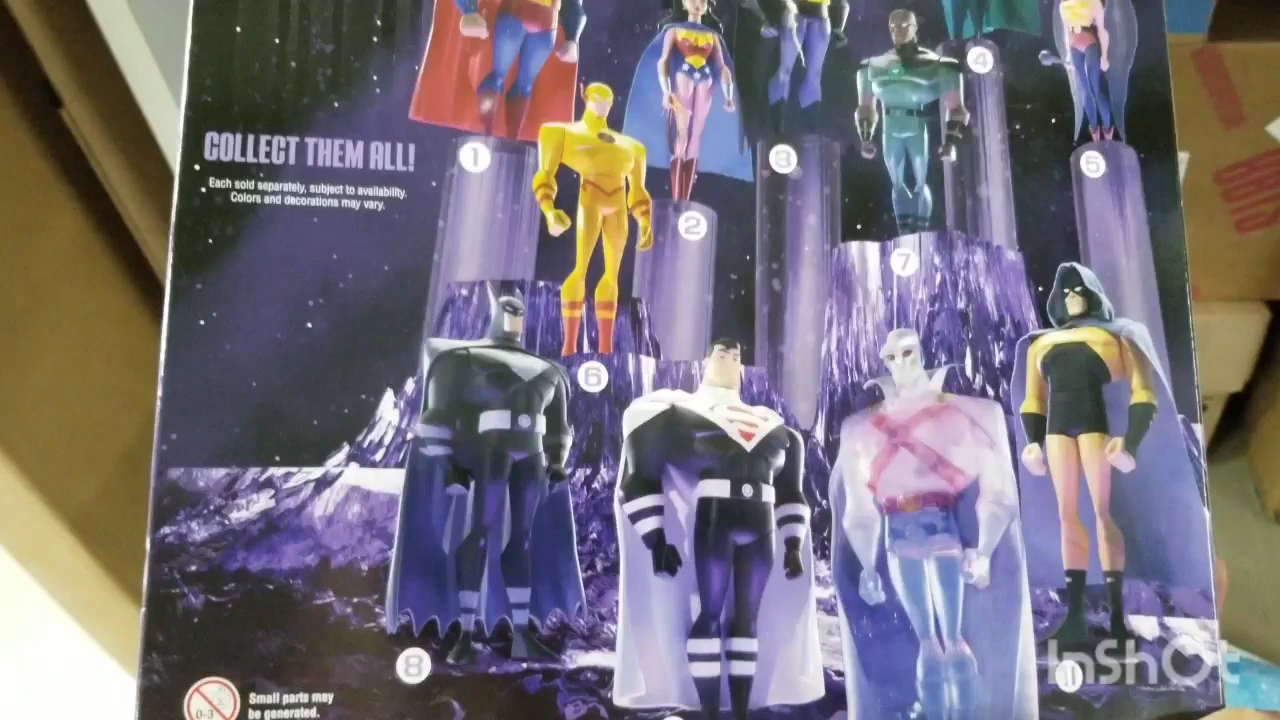 COLLECT THEM ALL!
Each sold separately, subject to availability.
Colors and decorations may vary.
1
2
3
4
5
6
7
8
11
0-3
Small parts may
be generated.
InShOt